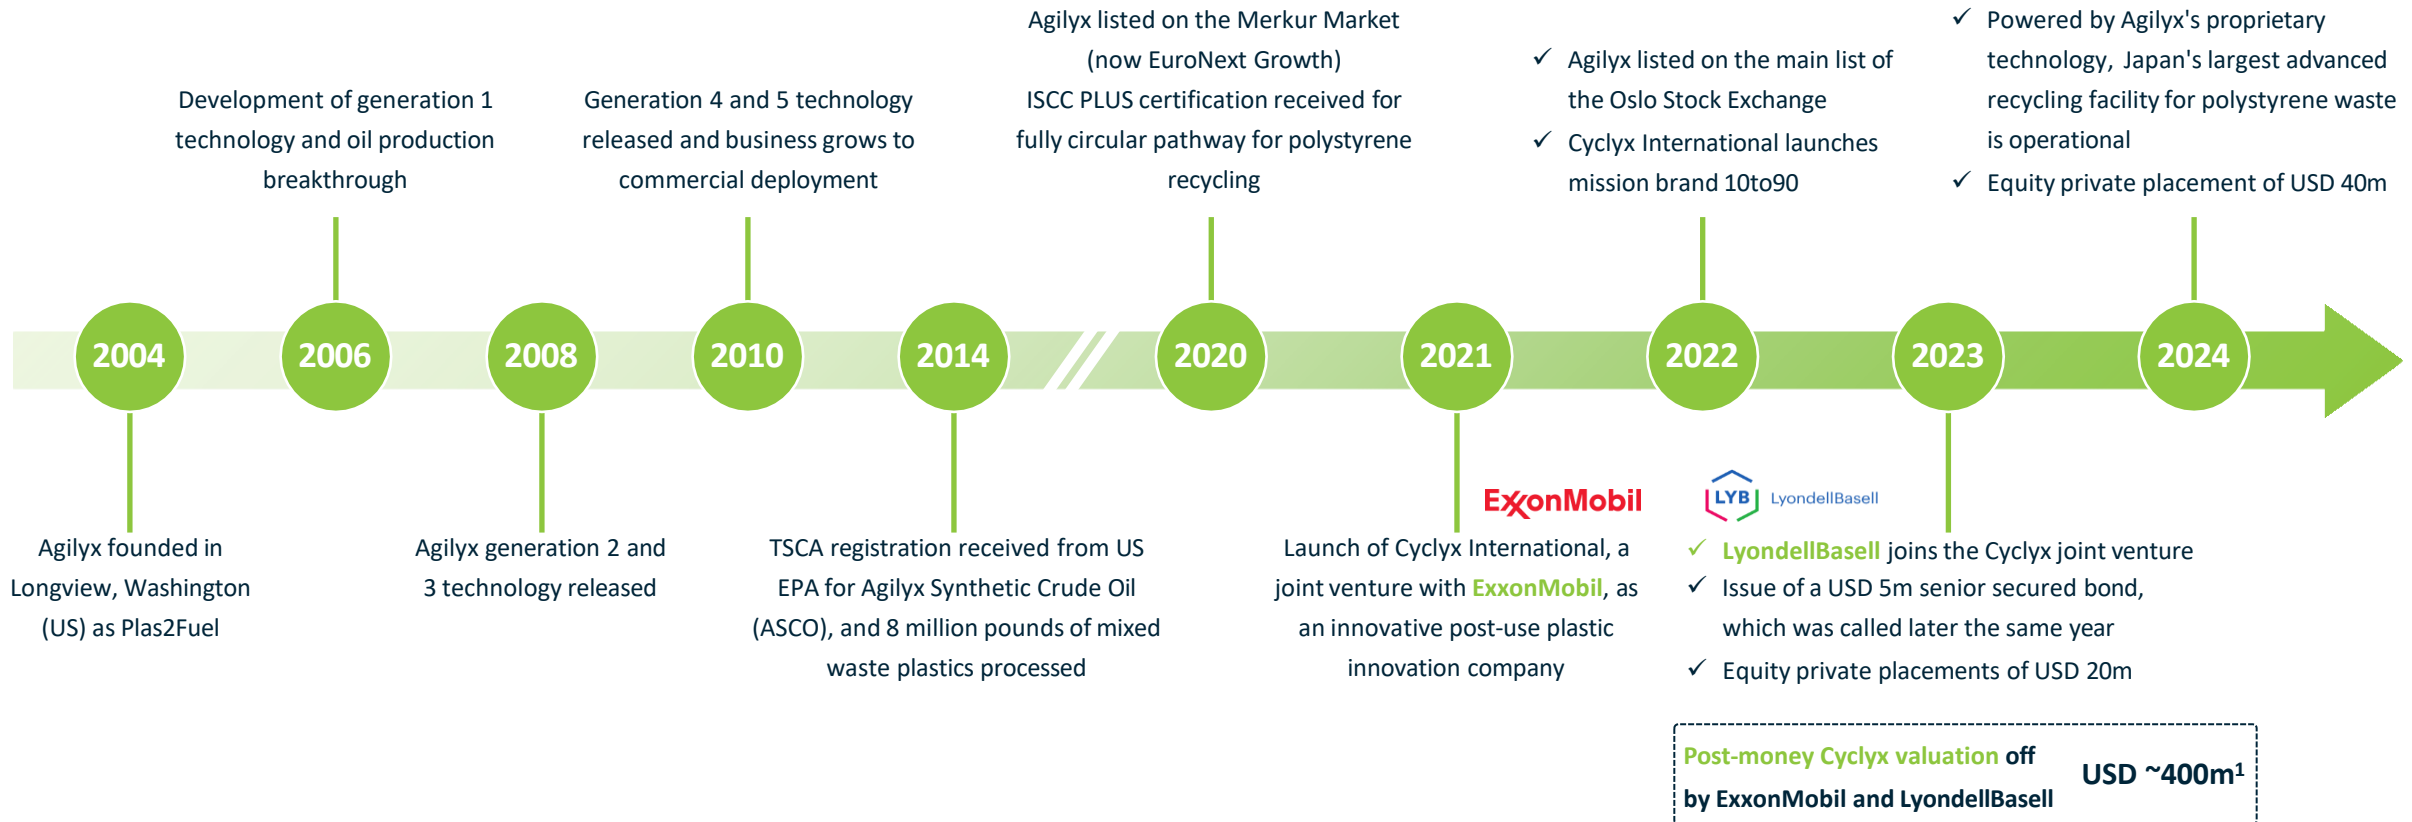 Development of generation 1
technology and oil production
breakthrough
Generation 4 and 5 technology
released and business grows to
commercial deployment
Agilyx listed on the Merkur Market
(now EuroNext Growth)
ISCC PLUS certification received for
fully circular pathway for polystyrene
recycling
✓ Agilyx listed on the main list of
the Oslo Stock Exchange
✓ Cyclyx International launches
mission brand 10to90
✓ Powered by Agilyx's proprietary
technology, Japan's largest advanced
recycling facility for polystyrene waste
is operational
✓ Equity private placement of USD 40m
2004
2006
2008
2010
2014
2020
2021
2022
2023
2024
Agilyx founded in
Longview, Washington
(US) as Plas2Fuel
Agilyx generation 2 and
3 technology released
TSCA registration received from US
EPA for Agilyx Synthetic Crude Oil
(ASCO), and 8 million pounds of mixed
waste plastics processed
ExxonMobil
Launch of Cyclyx International, a
joint venture with ExxonMobil, as
an innovative post-use plastic
innovation company
LYB LyondellBasell
✓ LyondellBasell joins the Cyclyx joint venture
✓ Issue of a USD 5m senior secured bond,
which was called later the same year
✓ Equity private placements of USD 20m
Post-money Cyclyx valuation off
by ExxonMobil and LyondellBasell
USD ~400m¹